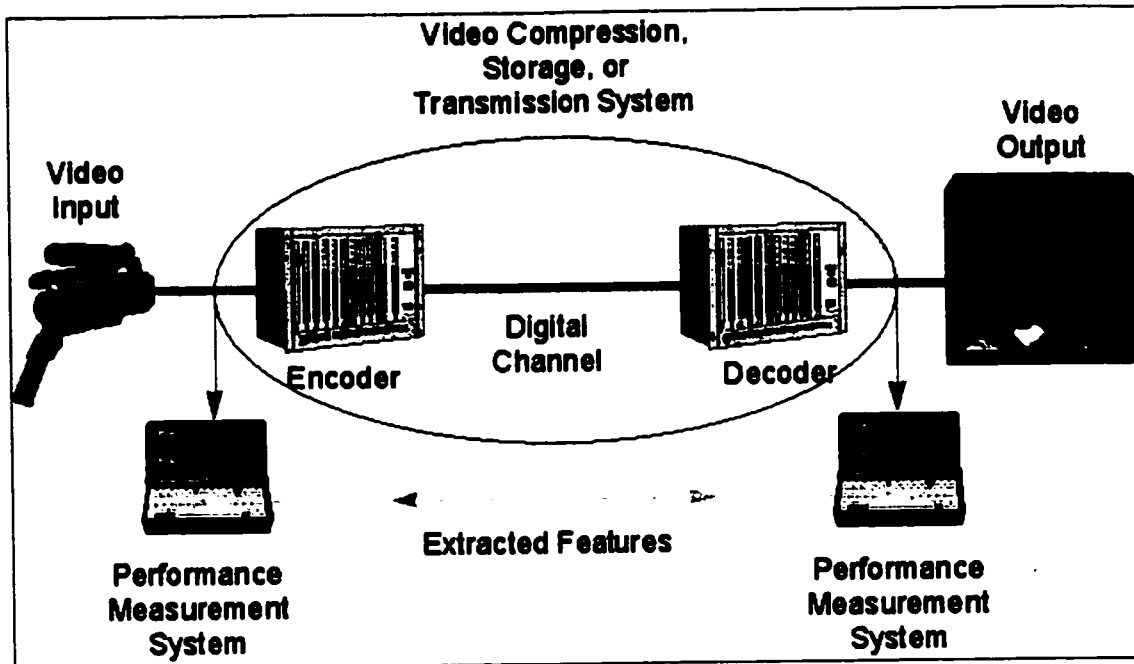 Video Compression,
Storage, or
Transmission System
Video
Input
Video
Output
Encoder
Digital
Channel
Decoder
Extracted Features
Performance
Measurement
System
Performance
Measurement
System